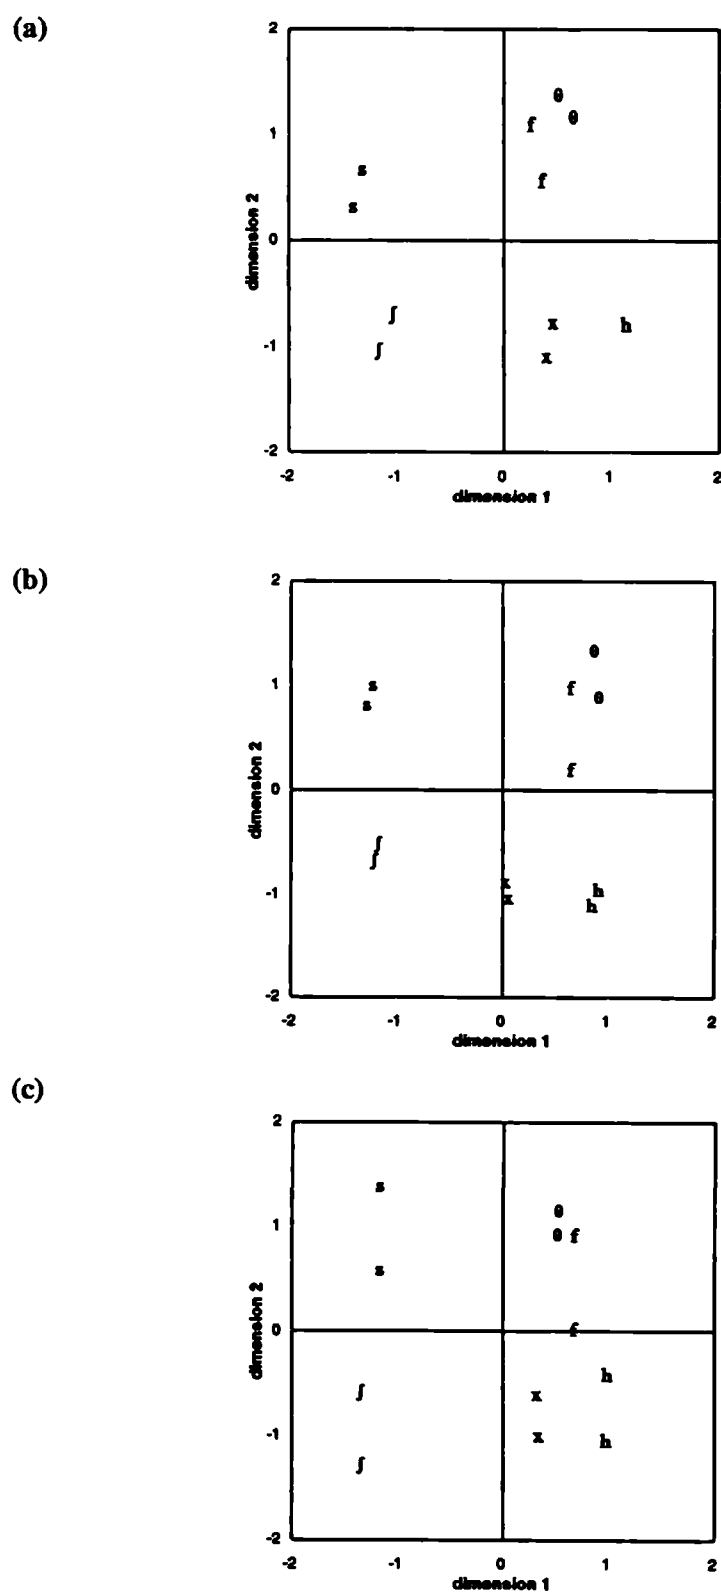 (a)
2
θ
θ
f
1
s
f
s
0
dimension 2
ʃ
x
h
-1
ʃ
x
-2
-2 -1 0 1 2
dimension 1
(b)
2
θ
1
s
f
θ
s
f
0
dimension 2
ʃ
ʃ
x
h
-1
x
h
-2
-2 -1 0 1 2
dimension 1
(c)
2
s
θ
1
θ f
s
0
f
dimension 2
h
ʃ
x
-1
x
h
ʃ
-2
-2 -1 0 1 2
dimension 1